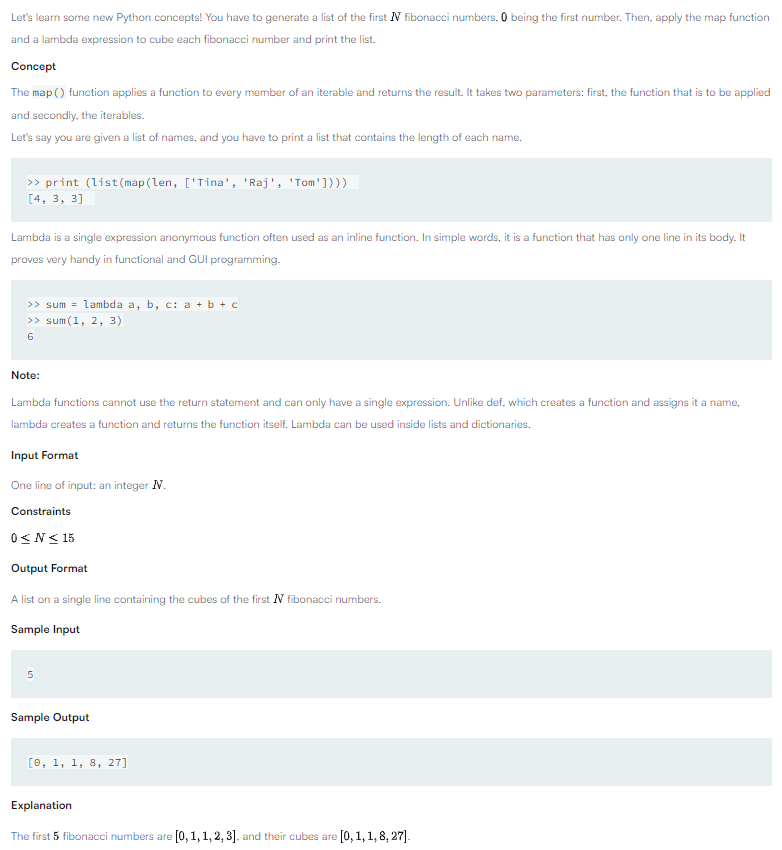 Let's learn some new Python concepts! You have to generate a list of the first N fibonacci numbers, 0 being the first number. Then, apply the map function
and a lambda expression to cube each fibonacci number and print the list.
Concept
The map() function applies a function to every member of an iterable and returns the result. It takes two parameters: first, the function that is to be applied
and secondly, the iterables.
Let's say you are given a list of names, and you have to print a list that contains the length of each name.
>> print (list(map(len, ['Tina', 'Raj', 'Tom'])))
[4, 3, 3]
Lambda is a single expression anonymous function often used as an inline function. In simple words, it is a function that has only one line in its body. It
proves very handy in functional and GUI programming.
>> sum = lambda a, b, c: a + b + c
>> sum(1, 2, 3)
6
Note:
Lambda functions cannot use the return statement and can only have a single expression. Unlike def, which creates a function and assigns it a name,
lambda creates a function and returns the function itself. Lambda can be used inside lists and dictionaries.
Input Format
One line of input: an integer N.
Constraints
0 ≤ N ≤ 15
Output Format
A list on a single line containing the cubes of the first N fibonacci numbers.
Sample Input
5
Sample Output
[0, 1, 1, 8, 27]
Explanation
The first 5 fibonacci numbers are [0, 1, 1, 2, 3], and their cubes are [0, 1, 1, 8, 27].